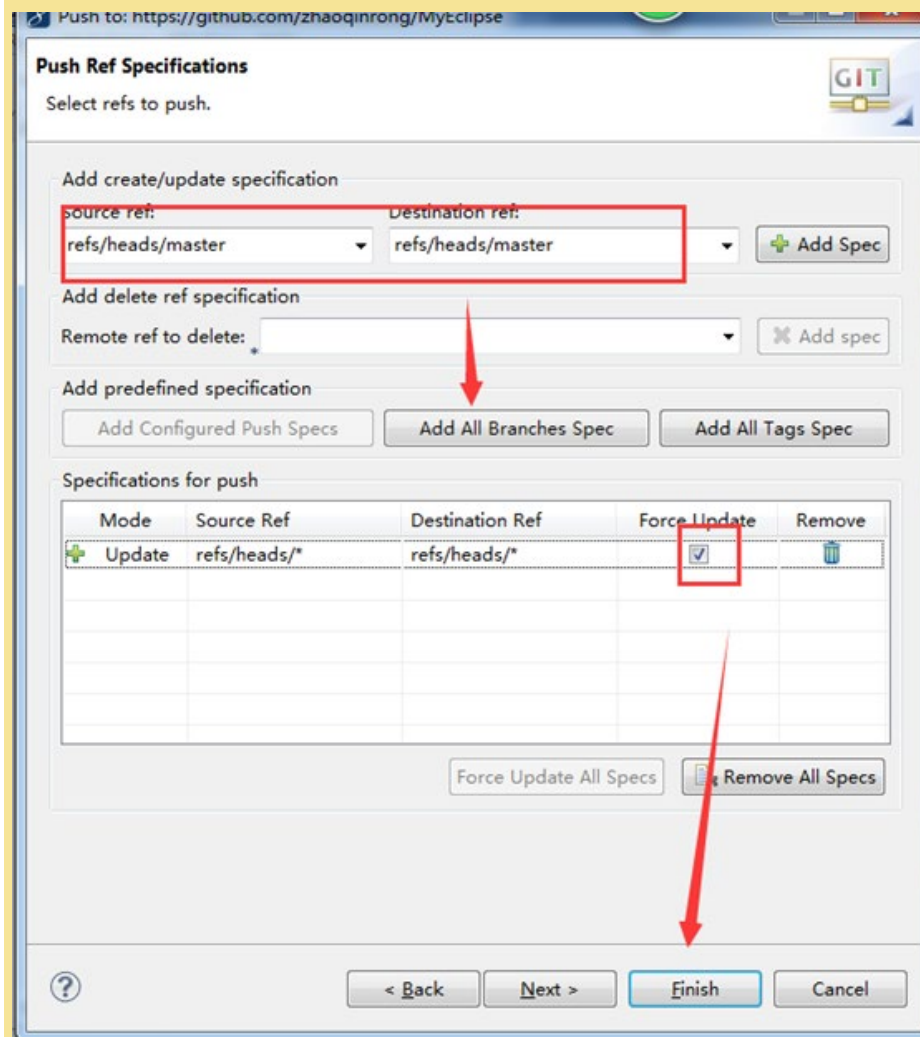 Push to: https://github.com/zhaoqinrong/MyEclipse
Push Ref Specifications
GIT
Select refs to push.
Add create/update specification
Source ref: Destination ref:
refs/heads/master refs/heads/master Add Spec
Add delete ref specification
Remote ref to delete: Add spec
Add predefined specification
Add Configured Push Specs Add All Branches Spec Add All Tags Spec
Specifications for push
Mode Source Ref Destination Ref Force Update Remove
Update refs/heads/* refs/heads/*
Force Update All Specs Remove All Specs
< Back Next > Finish Cancel